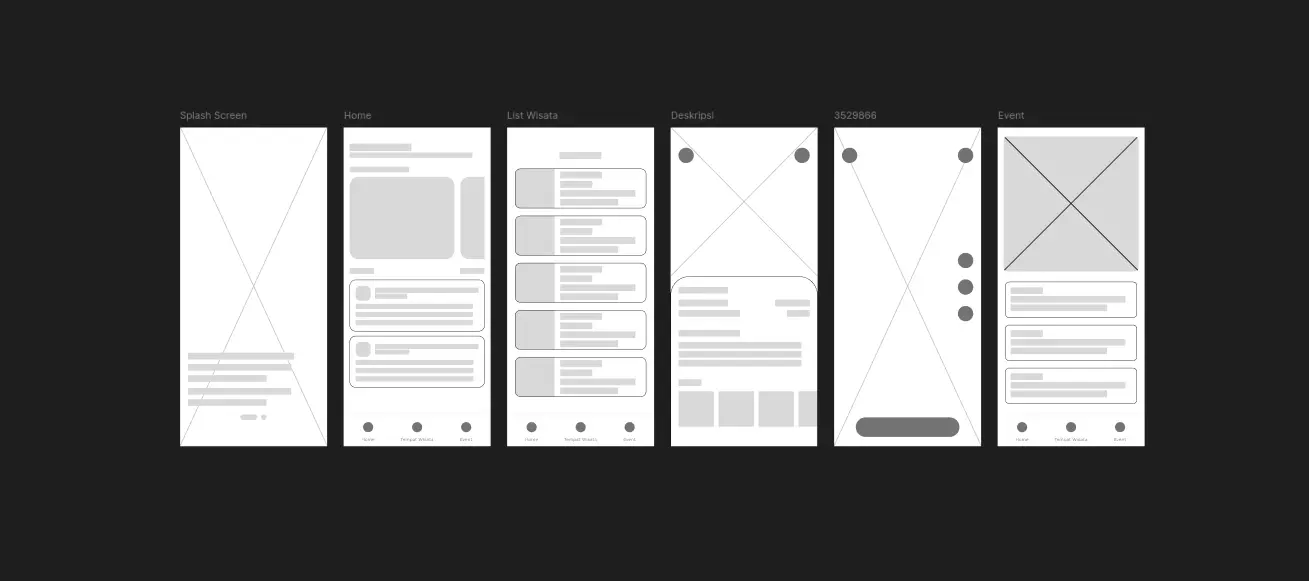 Splash Screen
Home
List Wisata
Deskripsi
3529866
Event
Home
Tempat Wisata
Event
Home
Tempat Wisata
Event
Home
Tempat Wisata
Event